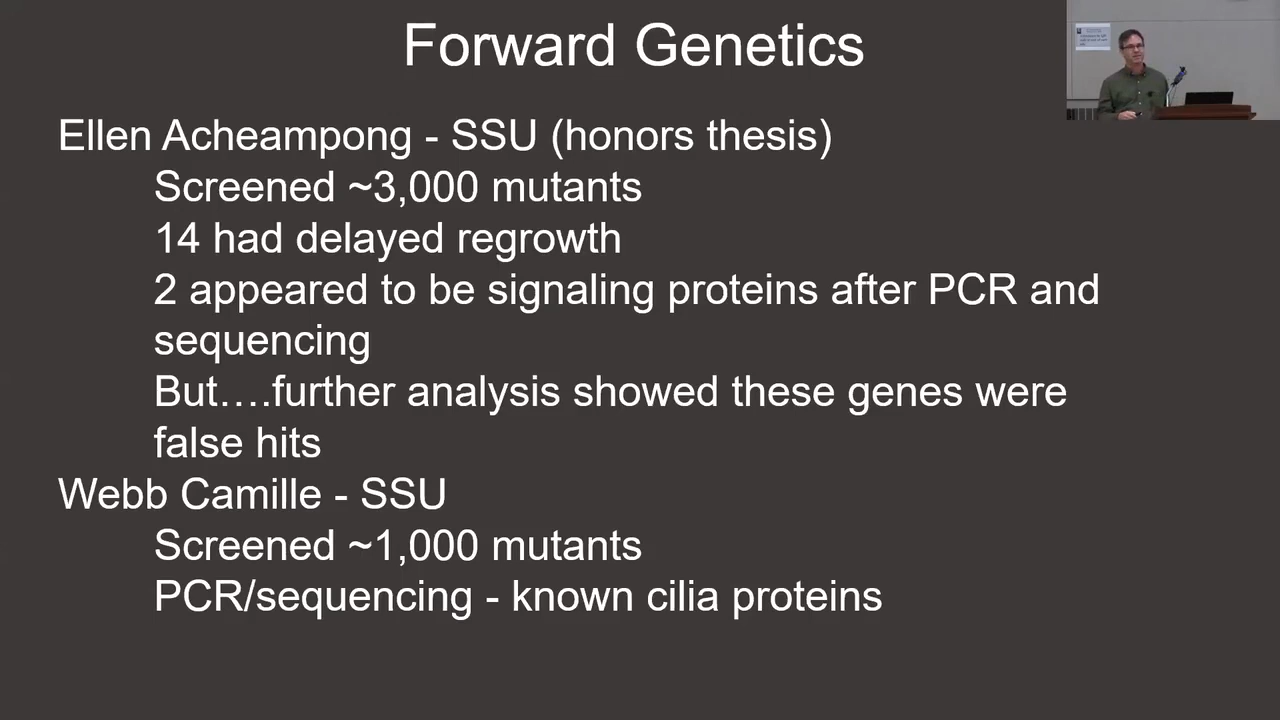 Forward Genetics
Ellen Acheampong - SSU (honors thesis)
Screened ~3,000 mutants
14 had delayed regrowth
2 appeared to be signaling proteins after PCR and
sequencing
But….further analysis showed these genes were
false hits
Webb Camille - SSU
Screened ~1,000 mutants
PCR/sequencing - known cilia proteins